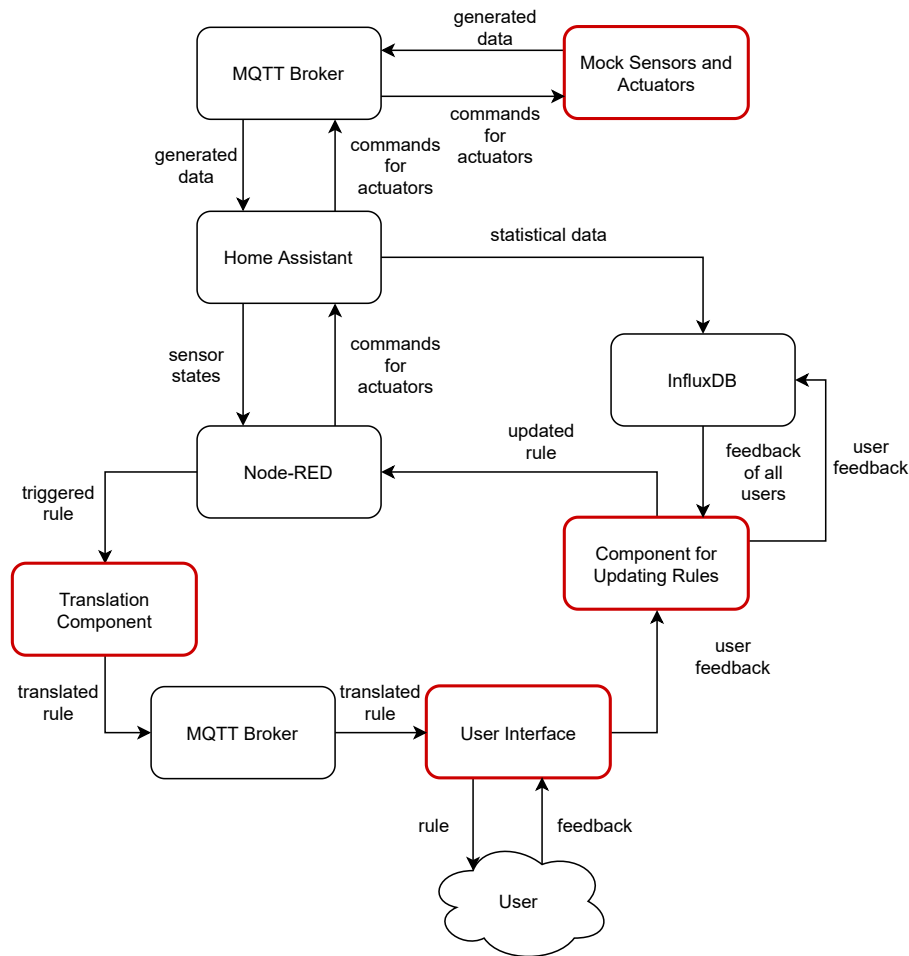 generated
data
MQTT Broker
Mock Sensors and
Actuators
commands
for
actuators
generated
data
commands
for
actuators
Home Assistant
statistical data
sensor
states
commands
for
actuators
InfluxDB
updated
rule
feedback
of all
users
user
feedback
Node-RED
triggered
rule
Component for
Updating Rules
Translation
Component
user
feedback
translated
rule
MQTT Broker
translated
rule
User Interface
rule
feedback
User